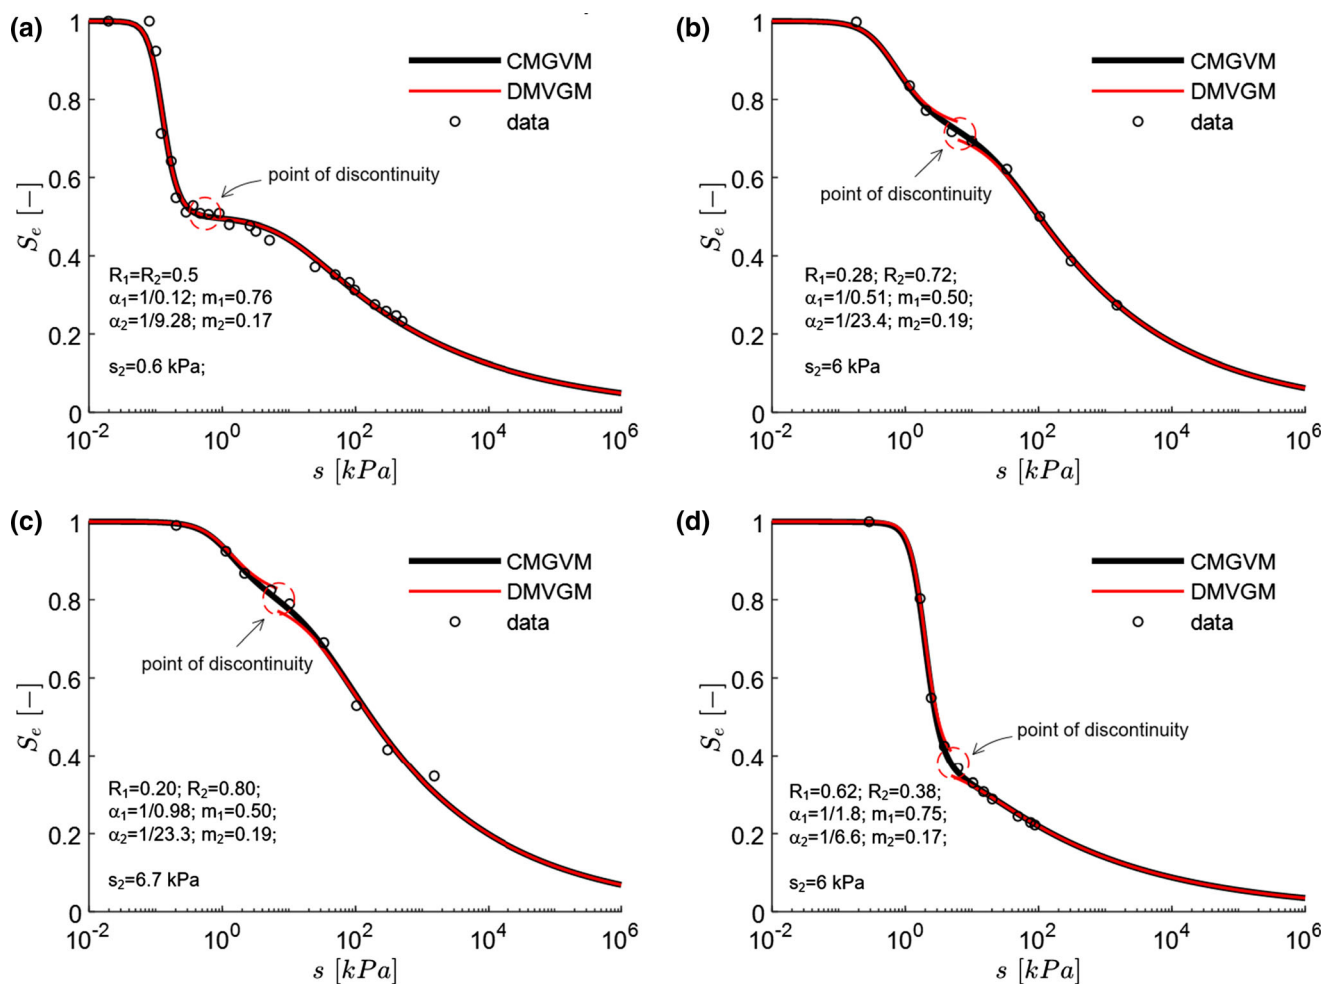 (a)
1
0.8
0.6
0.4
0.2
0
Sₑ [−]
CMGVM
DMVGM
data
point of discontinuity
R₁=R₂=0.5
α₁=1/0.12; m₁=0.76
α₂=1/9.28; m₂=0.17
s₂=0.6 kPa;
10⁻² 10⁰ 10² 10⁴ 10⁶
s [kPa]
(b)
1
0.8
0.6
0.4
0.2
0
Sₑ [−]
CMGVM
DMVGM
data
point of discontinuity
R₁=0.28; R₂=0.72;
α₁=1/0.51; m₁=0.50;
α₂=1/23.4; m₂=0.19;
s₂=6 kPa
10⁻² 10⁰ 10² 10⁴ 10⁶
s [kPa]
(c)
1
0.8
0.6
0.4
0.2
0
Sₑ [−]
CMGVM
DMVGM
data
point of discontinuity
R₁=0.20; R₂=0.80;
α₁=1/0.98; m₁=0.50;
α₂=1/23.3; m₂=0.19;
s₂=6.7 kPa
10⁻² 10⁰ 10² 10⁴ 10⁶
s [kPa]
(d)
1
0.8
0.6
0.4
0.2
0
Sₑ [−]
CMGVM
DMVGM
data
point of discontinuity
R₁=0.62; R₂=0.38;
α₁=1/1.8; m₁=0.75;
α₂=1/6.6; m₂=0.17;
s₂=6 kPa
10⁻² 10⁰ 10² 10⁴ 10⁶
s [kPa]